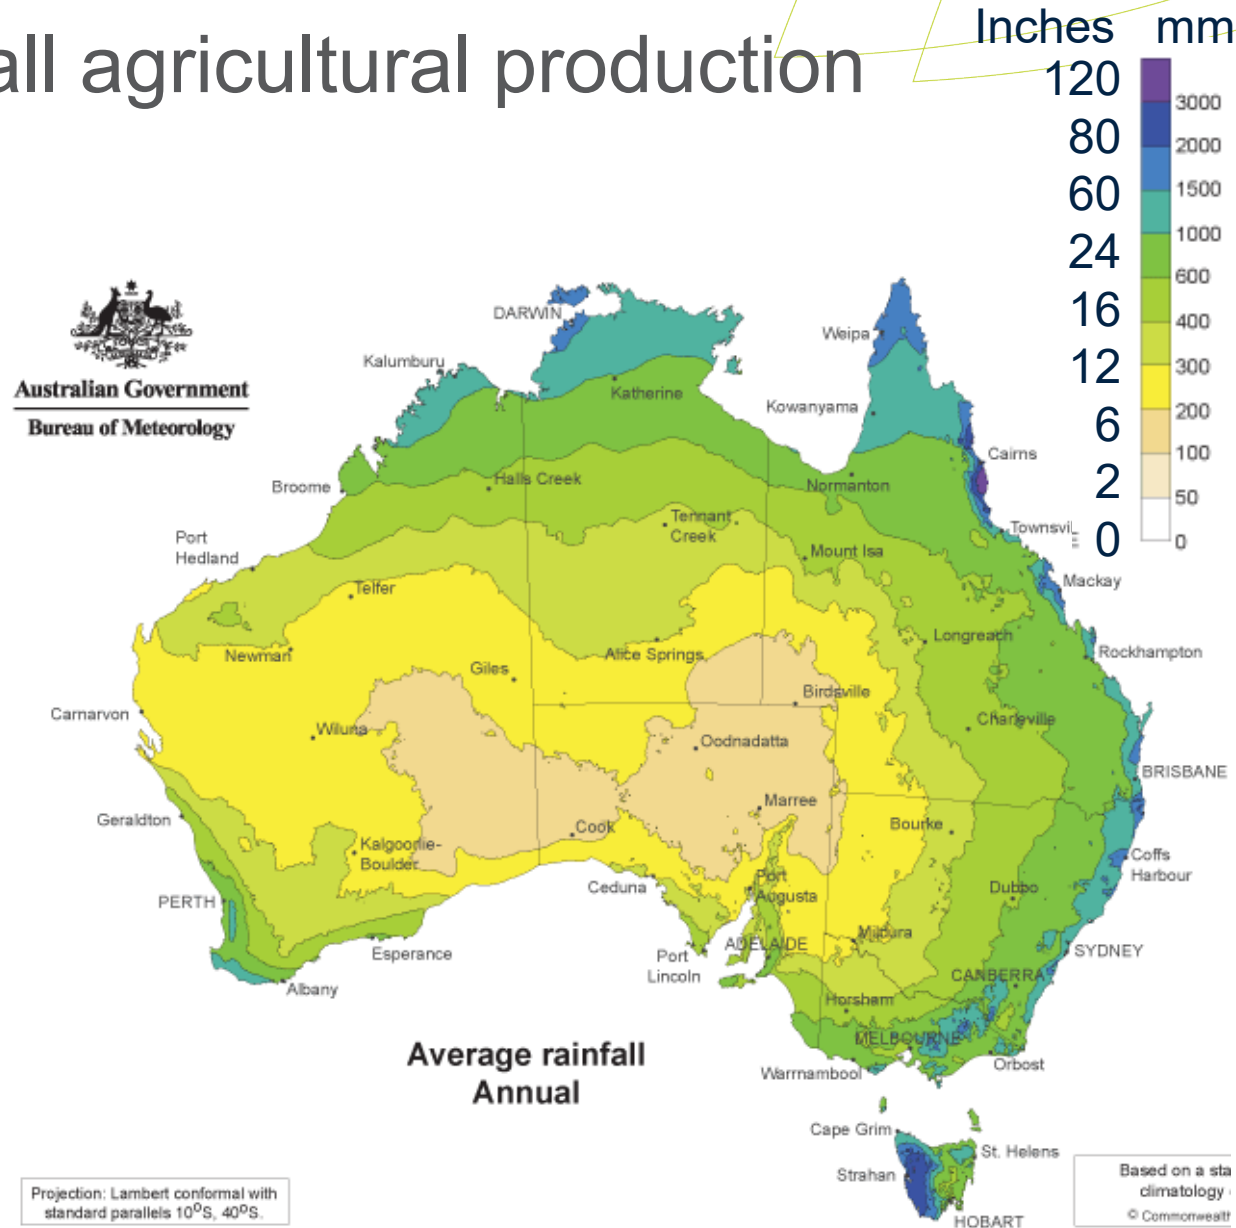 all agricultural production
Inches mm
120
80
60
24
16
12
6
2
0
3000
2000
1500
1000
600
400
300
200
100
50
0
Australian Government
Bureau of Meteorology
DARWIN
Kalumburu
Katherine
Weipa
Kowanyama
Cairns
Broome
Halls Creek
Normanton
Port
Hedland
Tennant
Creek
Townsvil
Mount Isa
Mackay
Telfer
Newman
Longreach
Rockhampton
Giles
Alice Springs
Birdsville
Carnarvon
Wiluna
Charleville
Oodnadatta
BRISBANE
Geraldton
Marree
Cook
Bourke
Kalgoorlie-
Boulder
Coffs
Harbour
PERTH
Ceduna
Port
Augusta
Dubbo
Esperance
ADELAIDE
Mildura
SYDNEY
Port
Lincoln
CANBERRA
Albany
Horsham
MELBOURNE
Orbost
Warrnambool
Average rainfall
Annual
Cape Grim
St. Helens
Strahan
HOBART
Projection: Lambert conformal with
standard parallels 10⁰S, 40⁰S.
Based on a sta
climatology
© Commonwealth